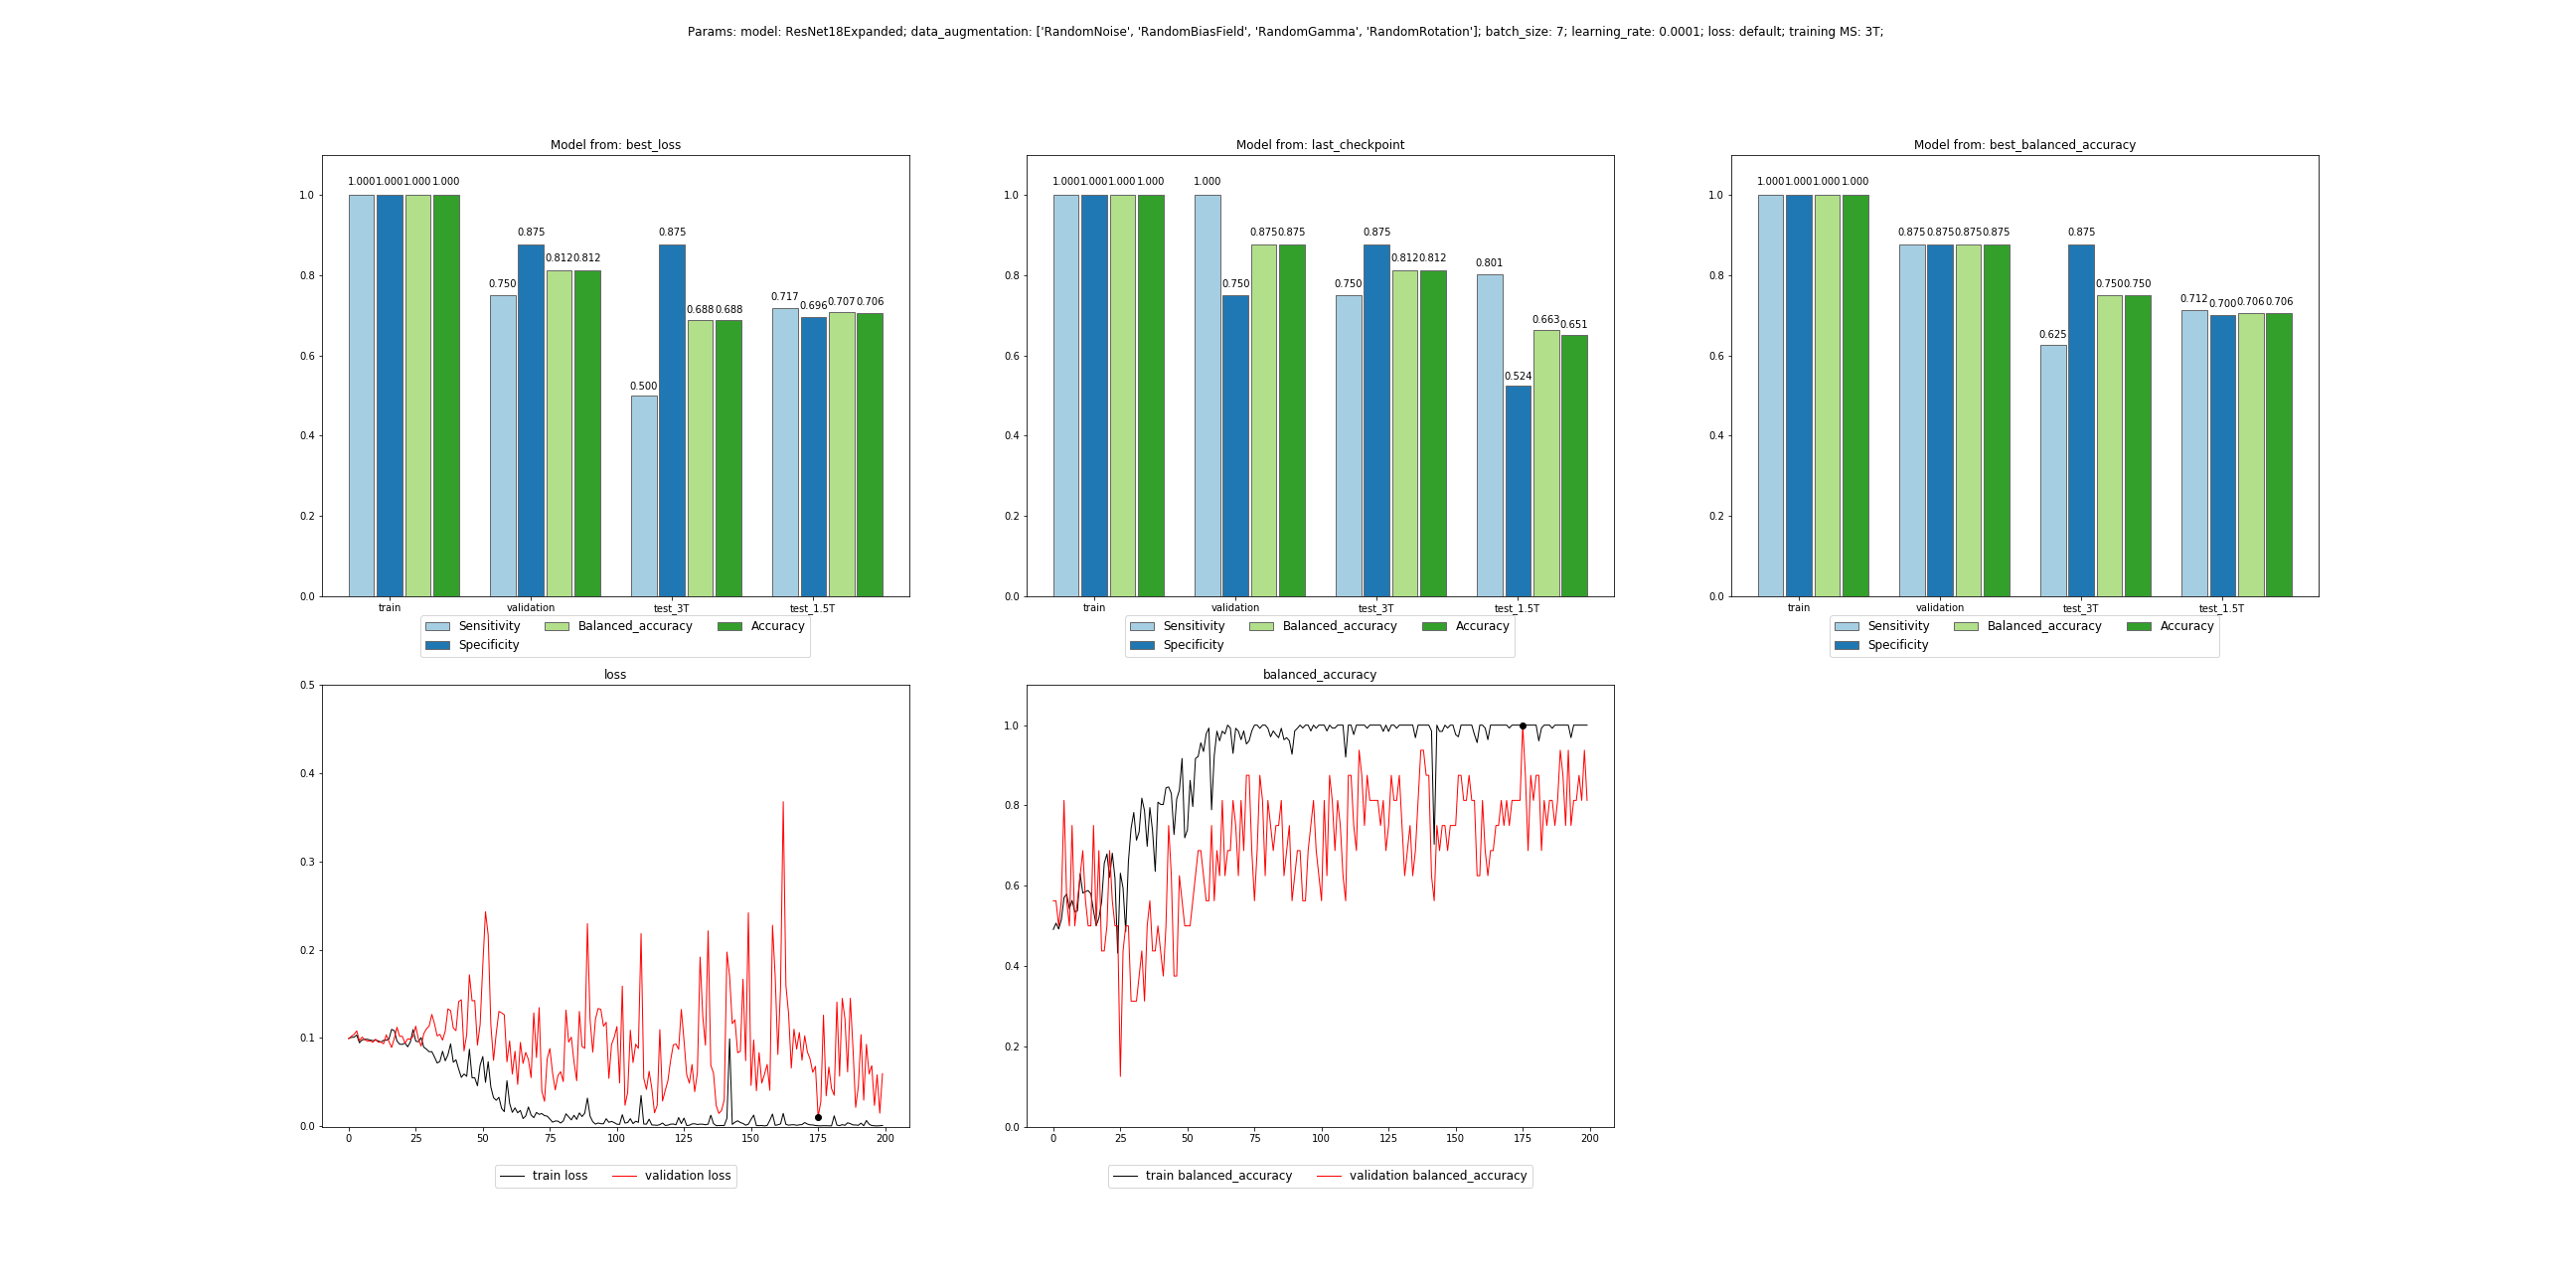 Params: model: ResNet18Expanded; data_augmentation: ['RandomNoise', 'RandomBiasField', 'RandomGamma', 'RandomRotation']; batch_size: 7; learning_rate: 0.0001; loss: default; training MS: 3T;
Model from: best_loss
1.000 1.000 1.000 1.000
0.750 0.875 0.812 0.812
0.500 0.875 0.688 0.688
0.717 0.696 0.707 0.706
1.0
0.8
0.6
0.4
0.2
0.0
train validation test_3T test_1.5T
Sensitivity Balanced_accuracy Accuracy
Specificity
Model from: last_checkpoint
1.000 1.000 1.000 1.000
1.000 0.750 0.875 0.875
0.750 0.875 0.812 0.812
0.801 0.524 0.663 0.651
1.0
0.8
0.6
0.4
0.2
0.0
train validation test_3T test_1.5T
Sensitivity Balanced_accuracy Accuracy
Specificity
Model from: best_balanced_accuracy
1.000 1.000 1.000 1.000
0.875 0.875 0.875 0.875
0.625 0.875 0.750 0.750
0.712 0.700 0.706 0.706
1.0
0.8
0.6
0.4
0.2
0.0
train validation test_3T test_1.5T
Sensitivity Balanced_accuracy Accuracy
Specificity
loss
0.5
0.4
0.3
0.2
0.1
0.0
0 25 50 75 100 125 150 175 200
train loss validation loss
balanced_accuracy
1.0
0.8
0.6
0.4
0.2
0.0
0 25 50 75 100 125 150 175 200
train balanced_accuracy validation balanced_accuracy